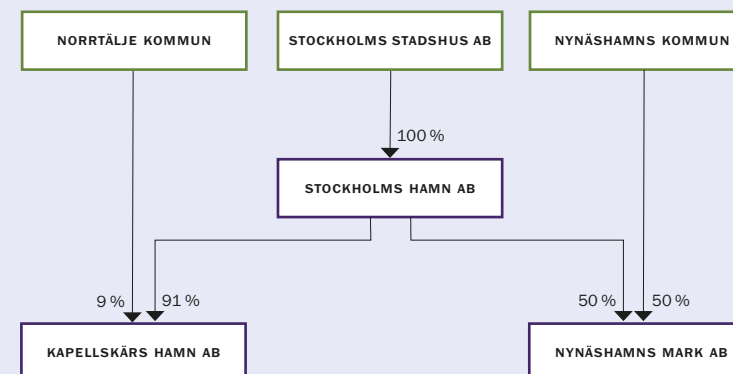 NORRTÄLJE KOMMUN
STOCKHOLMS STADSHUS AB
NYNÄSHAMNS KOMMUN
100 %
STOCKHOLMS HAMN AB
9 %
91 %
50 %
50 %
KAPELLSKÄRS HAMN AB
NYNÄSHAMNS MARK AB